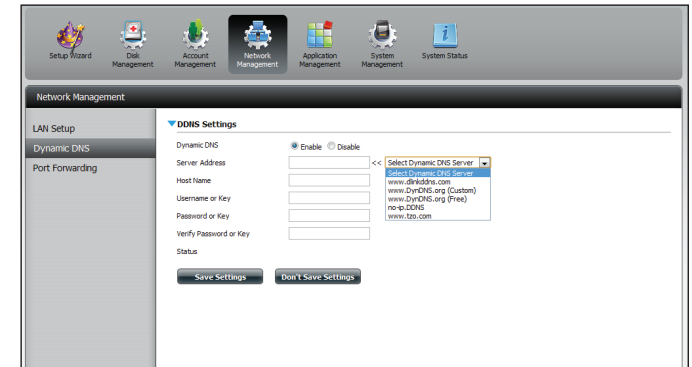 Setup Wizard
Disk Management
Account Management
Network Management
Application Management
System Management
System Status
Network Management
LAN Setup
Dynamic DNS
Port Forwarding
DDNS Settings
Dynamic DNS Enable Disable
Server Address << Select Dynamic DNS Server
Select Dynamic DNS Server
www.dlinkddns.com
www.DynDNS.org (Custom)
www.DynDNS.org (Free)
no-ip.DDNS
www.tzo.com
Host Name
Username or Key
Password or Key
Verify Password or Key
Status
Save Settings Don't Save Settings